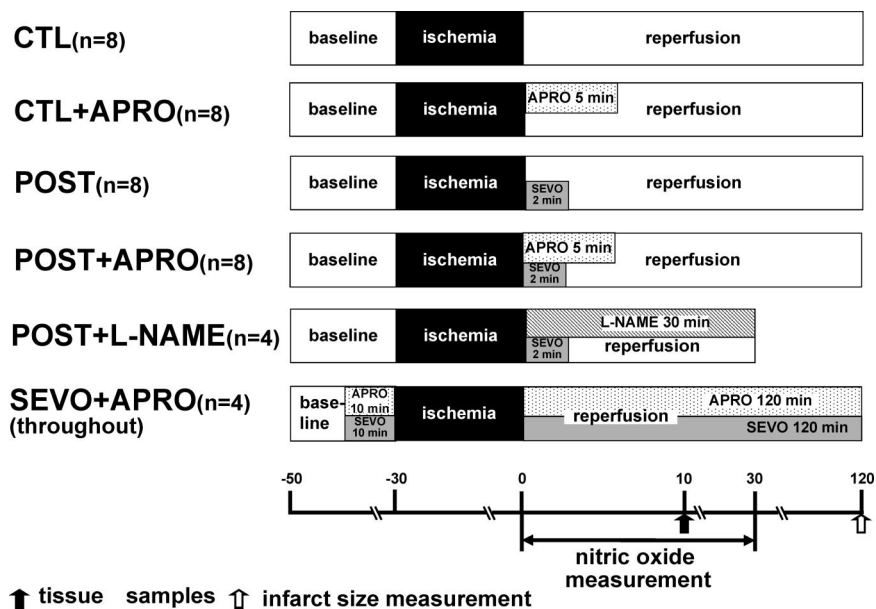 CTL(n=8)
baseline
ischemia
reperfusion
CTL+APRO(n=8)
baseline
ischemia
APRO 5 min
reperfusion
POST(n=8)
baseline
ischemia
SEVO
2 min
reperfusion
POST+APRO(n=8)
baseline
ischemia
APRO 5 min
SEVO
2 min
reperfusion
POST+L-NAME(n=4)
baseline
ischemia
L-NAME 30 min
SEVO
2 min
reperfusion
SEVO+APRO(n=4)
(throughout)
base-
line
APRO
10 min
SEVO
10 min
ischemia
APRO 120 min
reperfusion
SEVO 120 min
-50
-30
0
10
30
120
nitric oxide
measurement
tissue samples
infarct size measurement